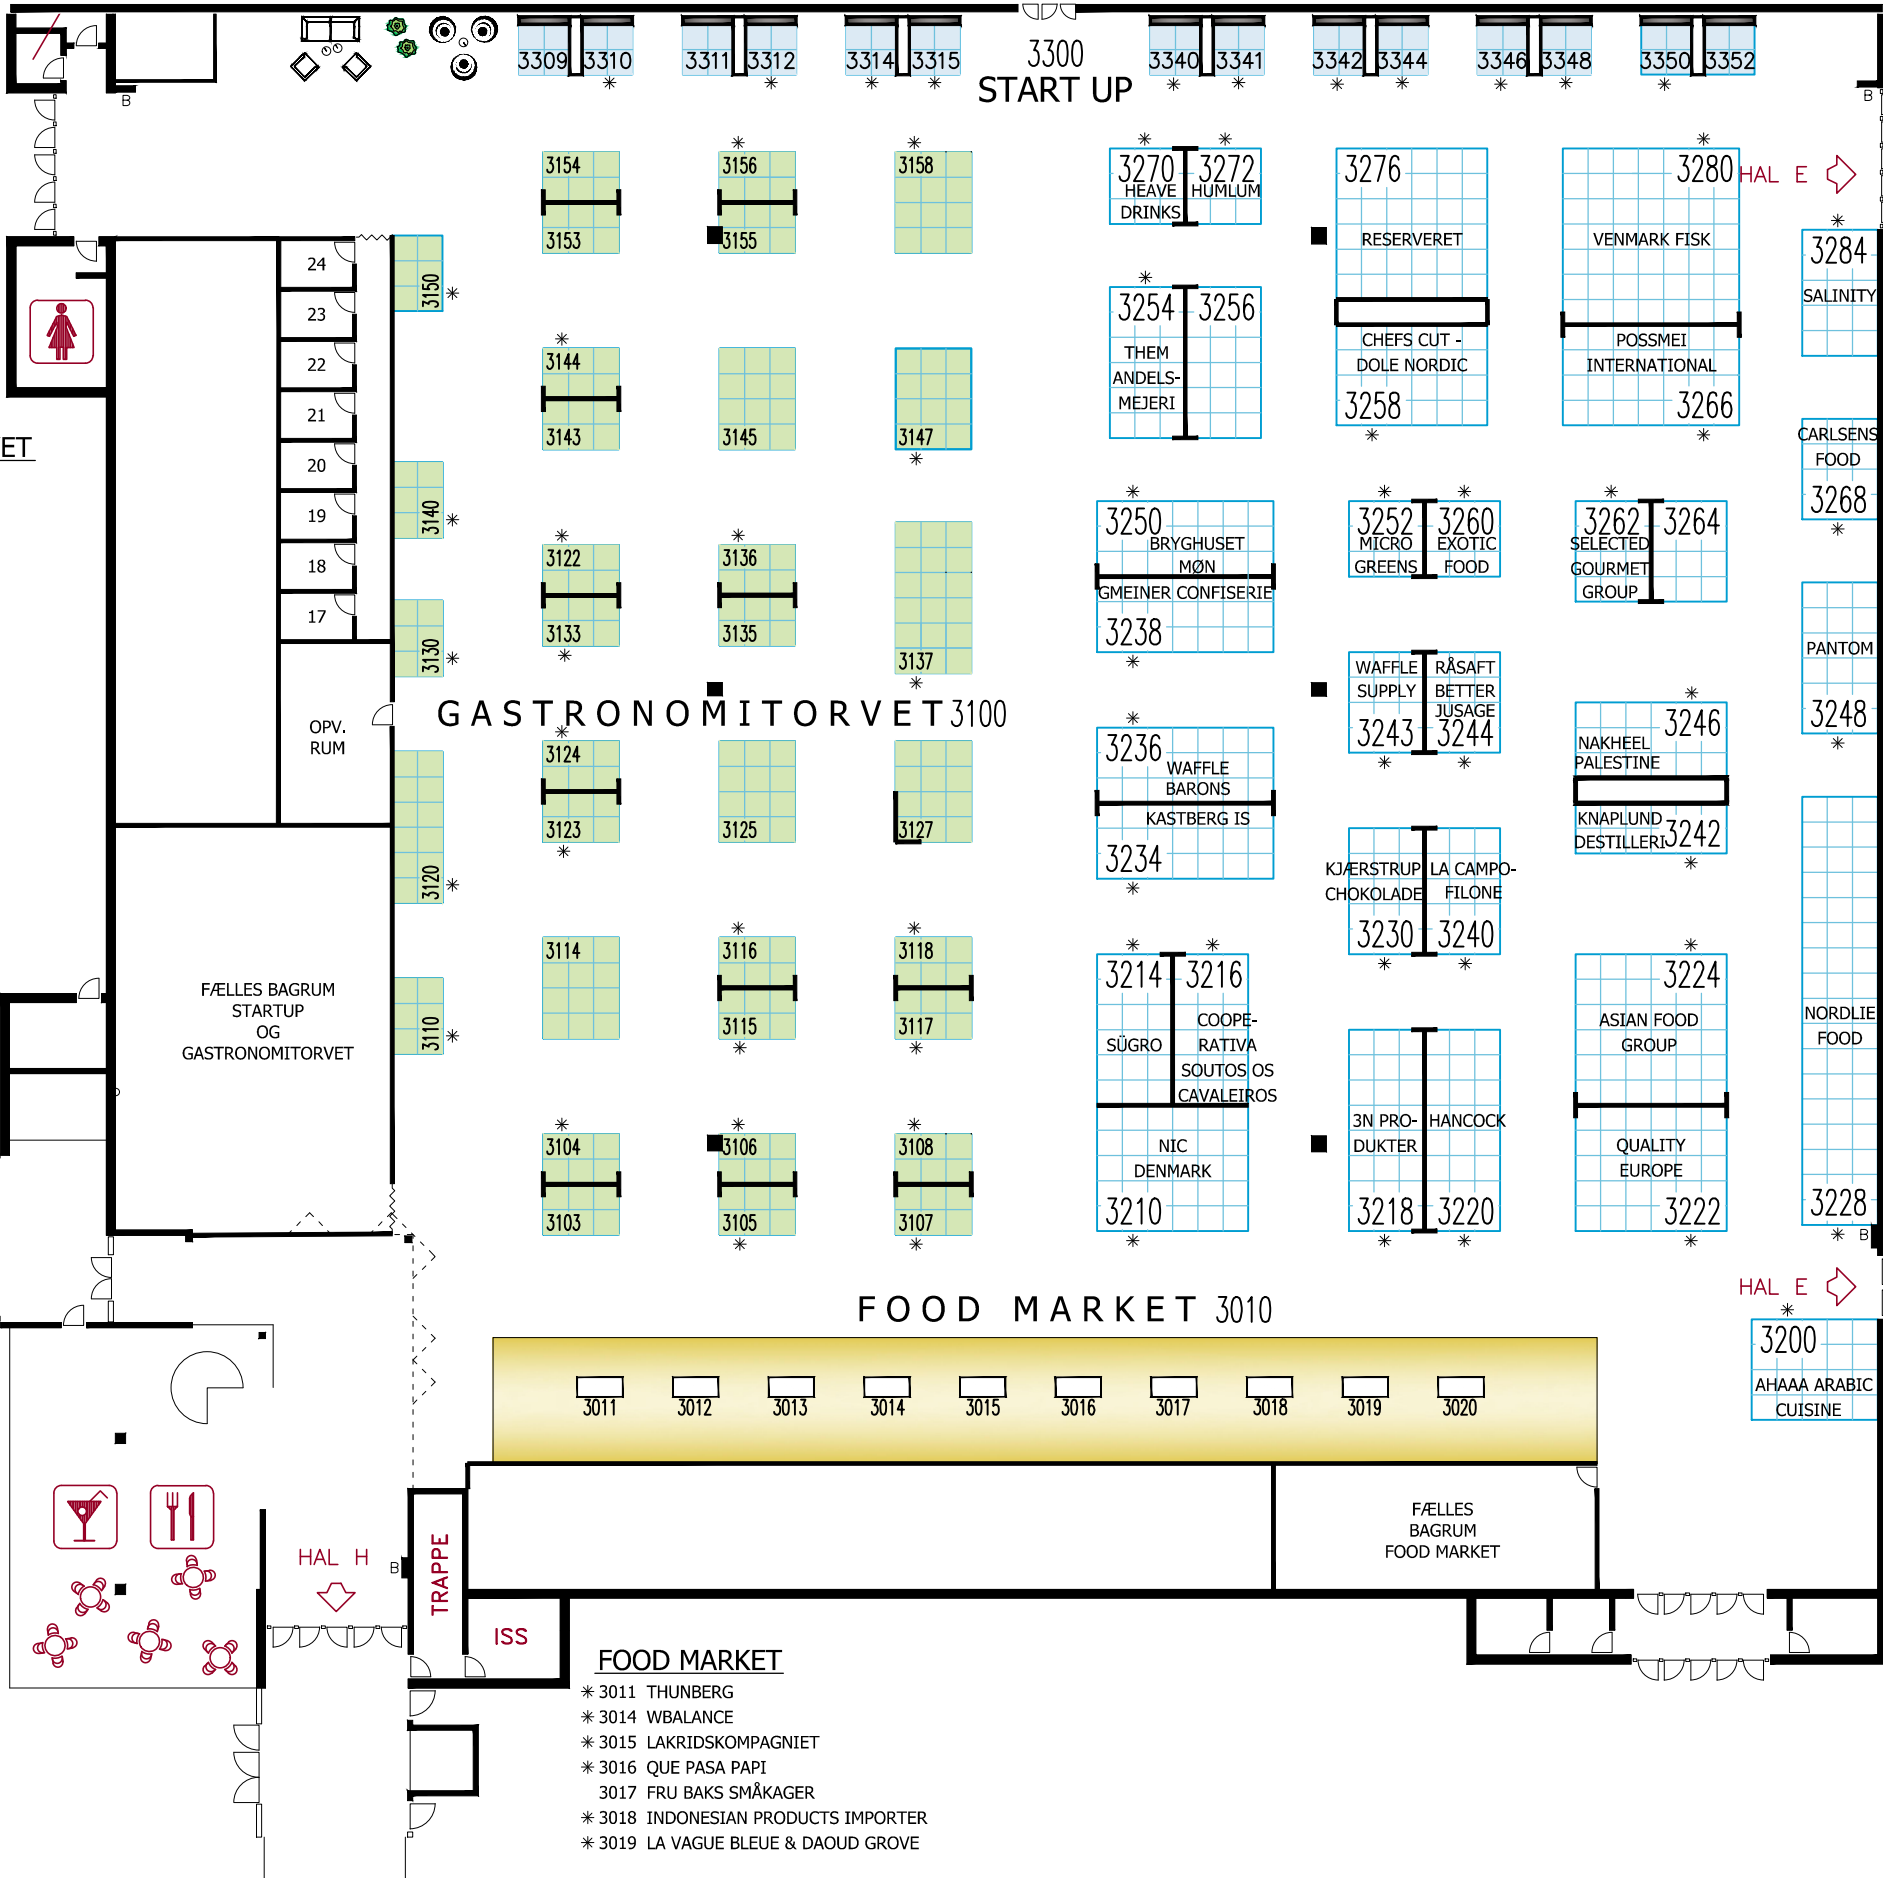 3309 3310 3311 3312 3314 3315 3340 3341 3342 3344 3346 3348 3350 3352
3300
START UP
B
B
3154
3153
3156
3155
3158
3270
HEAVE
DRINKS
3272
HUMLUM
3276
RESERVERET
3280
VENMARK FISK
HAL E
3284
SALINITY
24
23
22
21
20
19
18
17
3150
ET
3144
3143
3145
3147
3254
THEM
ANDELS-
MEJERI
3256
CHEFS CUT -
DOLE NORDIC
3258
POSSMEI
INTERNATIONAL
3266
CARLSENS
FOOD
3268
3140
3130
3122
3133
3136
3135
3137
3250
BRYGHUSET
MØN
GMEINER CONFISERIE
3238
3252
MICRO
GREENS
3260
EXOTIC
FOOD
3262
SELECTED
GOURMET
GROUP
3264
PANTOM
3248
GASTRONOMITORVET 3100
OPV.
RUM
WAFFLE
SUPPLY
3243
RÅSAFT
BETTER
JUSAGE
3244
3246
NAKHEEL
PALESTINE
KNAPLUND
DESTILLERI
3242
3124
3123
3125
3127
3120
3236
WAFFLE
BARONS
KASTBERG IS
3234
KJÆRSTRUP
CHOKOLADE
3230
LA CAMPO-
FILONE
3240
FÆLLES BAGRUM
STARTUP
OG
GASTRONOMITORVET
3110
3114
3116
3115
3118
3117
3214
SÜGRO
3216
COOPE-
RATIVA
SOUTOS OS
CAVALEIROS
3224
ASIAN FOOD
GROUP
NORDLIE
FOOD
3228
B
3104
3103
3106
3105
3108
3107
NIC
DENMARK
3210
3N PRO-
DUKTER
3218
HANCOCK
3220
QUALITY
EUROPE
3222
FOOD MARKET 3010
HAL E
3200
AHAAA ARABIC
CUISINE
3011 3012 3013 3014 3015 3016 3017 3018 3019 3020
HAL H
B
TRAPPE
ISS
FÆLLES
BAGRUM
FOOD MARKET
FOOD MARKET
* 3011 THUNBERG
* 3014 WBALANCE
* 3015 LAKRIDSKOMPAGNIET
* 3016 QUE PASA PAPI
3017 FRU BAKS SMÅKAGER
* 3018 INDONESIAN PRODUCTS IMPORTER
* 3019 LA VAGUE BLEUE & DAOUD GROVE